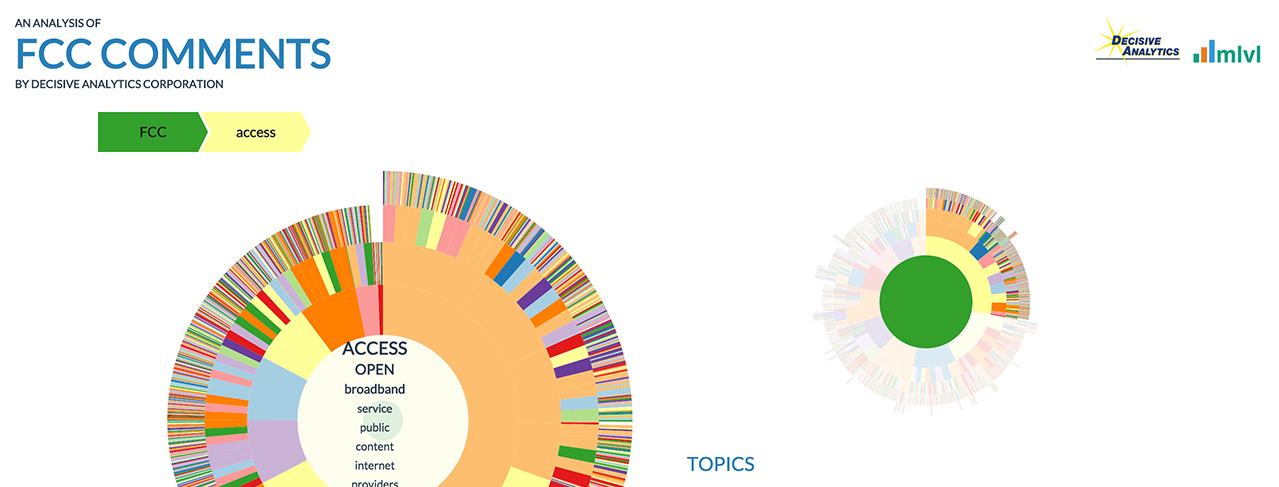 AN ANALYSIS OF
FCC COMMENTS
BY DECISIVE ANALYTICS CORPORATION
DECISIVE
ANALYTICS
mlvl
FCC
access
ACCESS
OPEN
broadband
service
public
content
internet
providers
TOPICS